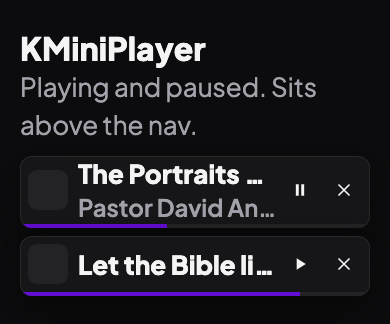 KMiniPlayer
Playing and paused. Sits
above the nav.
The Portraits ...
Pastor David An...
Let the Bible li...